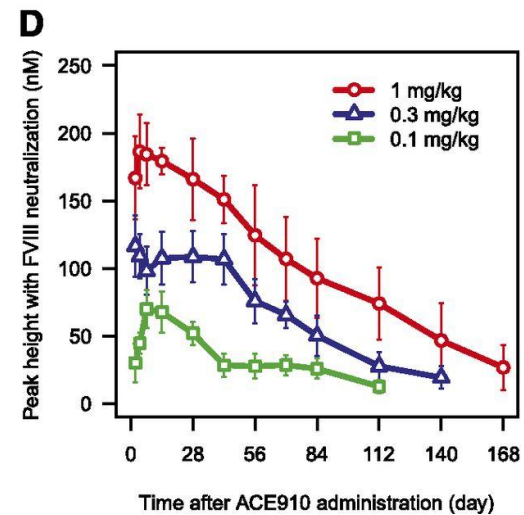 D
Peak height with FVIII neutralization (nM)
250
200
150
100
50
0
1 mg/kg
0.3 mg/kg
0.1 mg/kg
0 28 56 84 112 140 168
Time after ACE910 administration (day)